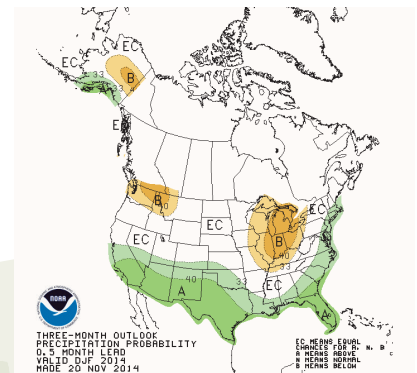 EC
EC
33
B
A
33
EC
B
40
EC
EC
B
EC
40
33
40
33
A
EC
A
NOAA
THREE-MONTH OUTLOOK
PRECIPITATION PROBABILITY
0.5 MONTH LEAD
VALID DJF 2014
MADE 20 NOV 2014
EC MEANS EQUAL
CHANCES FOR A, N, B
A MEANS ABOVE
N MEANS NORMAL
B MEANS BELOW